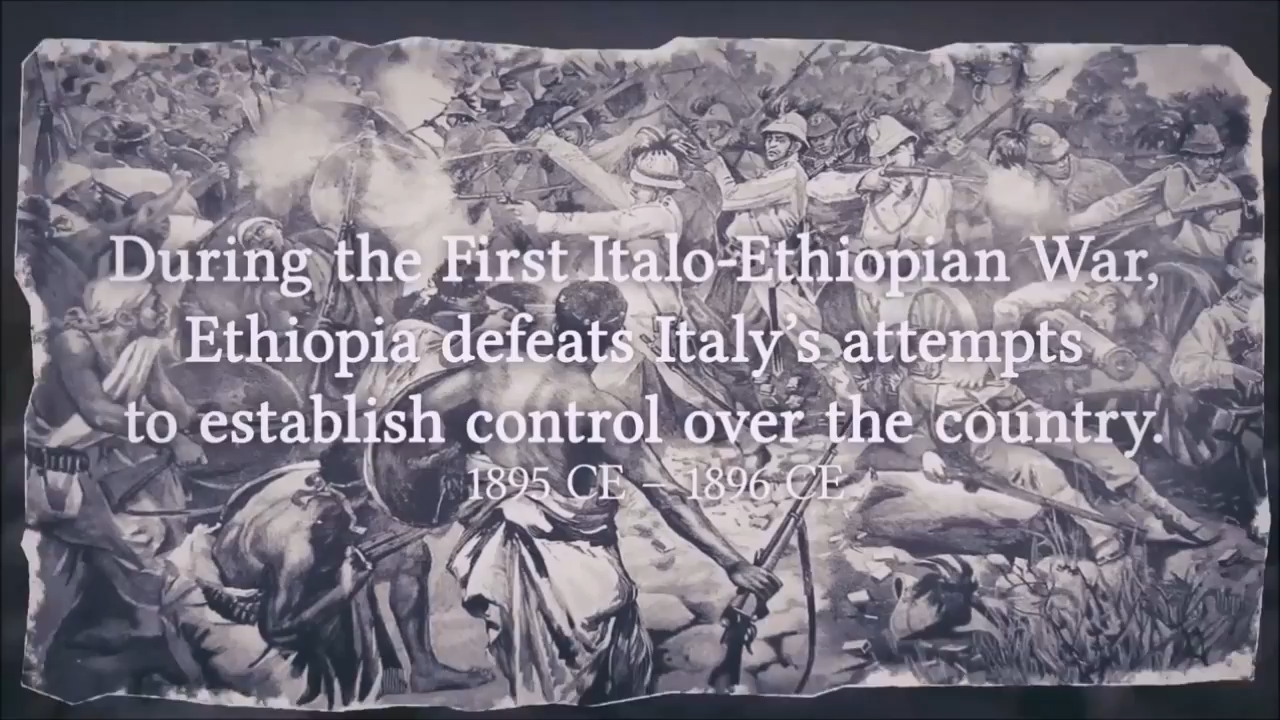 During the First Italo-Ethiopian War,
Ethiopia defeats Italy’s attempts
to establish control over the country.
1895 CE – 1896 CE